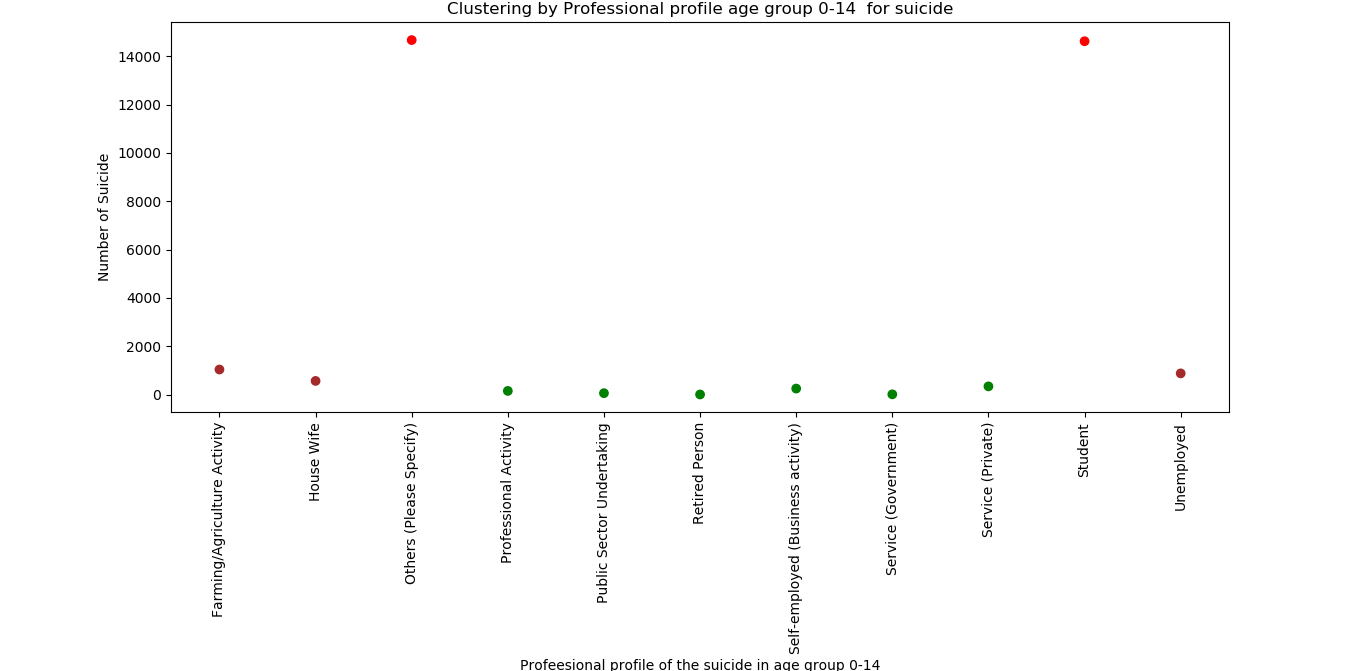 Clustering by Professional profile age group 0-14  for suicide
Number of Suicide
14000
12000
10000
8000
6000
4000
2000
0
Farming/Agriculture Activity
House Wife
Others (Please Specify)
Professional Activity
Public Sector Undertaking
Retired Person
Self-employed (Business activity)
Service (Government)
Service (Private)
Student
Unemployed
Profeesional profile of the suicide in age group 0-14